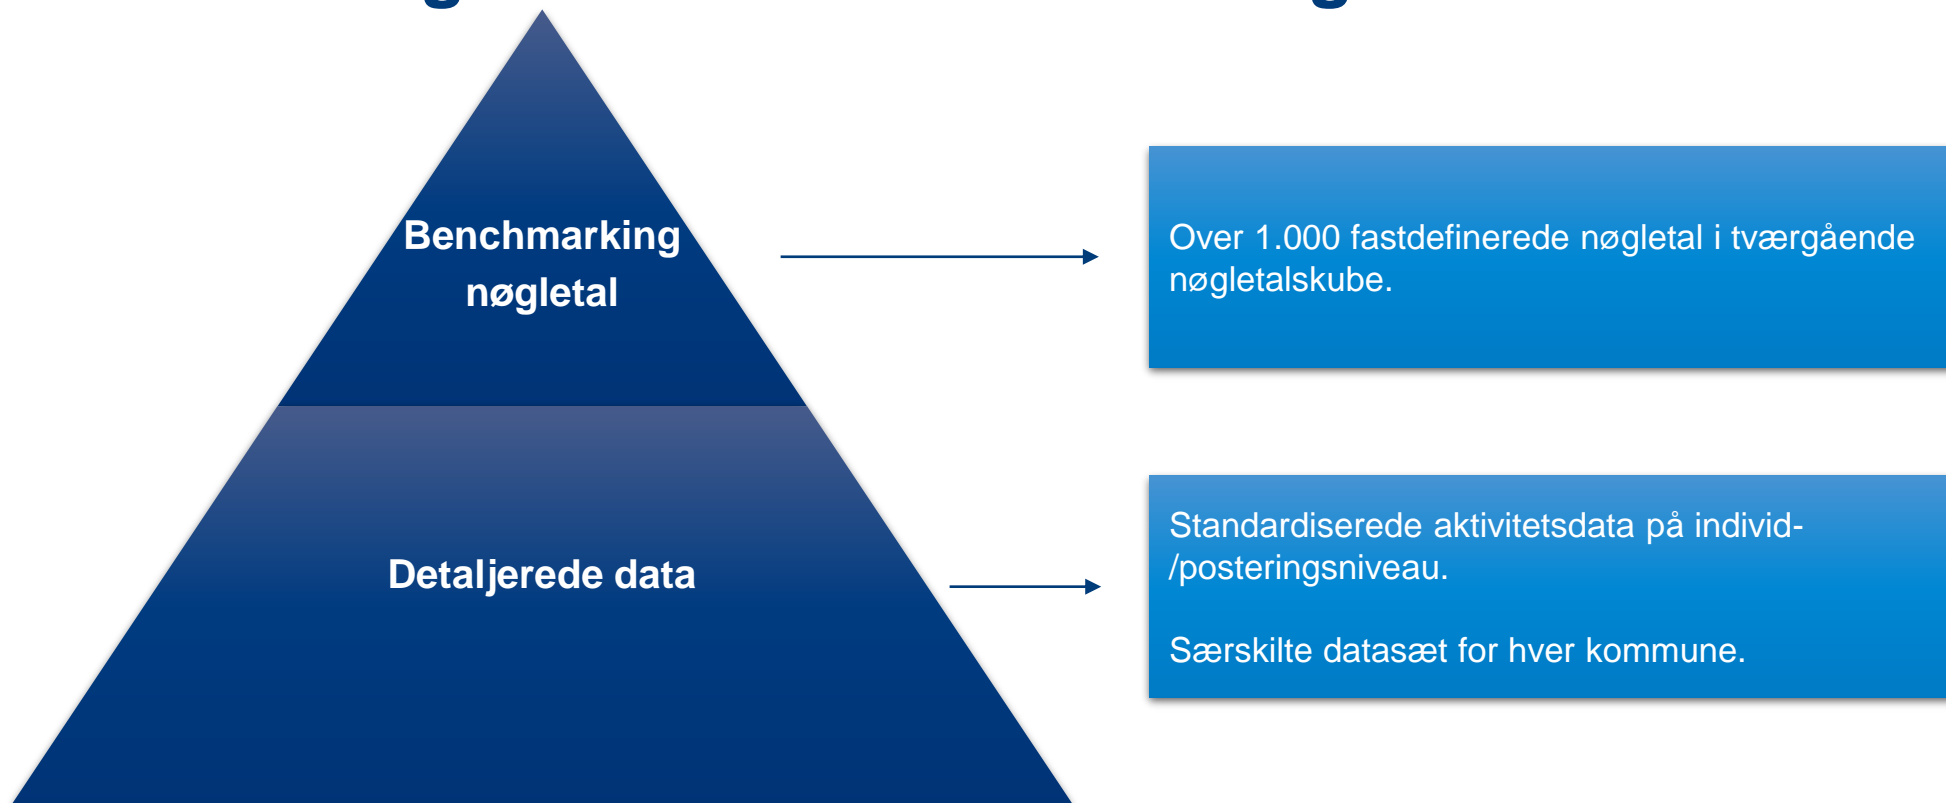 Benchmarking
nøgletal
Over 1.000 fastdefinerede nøgletal i tværgående
nøgletalskube.
Detaljerede data
Standardiserede aktivitetsdata på individ-
/posteringsniveau.
Særskilte datasæt for hver kommune.